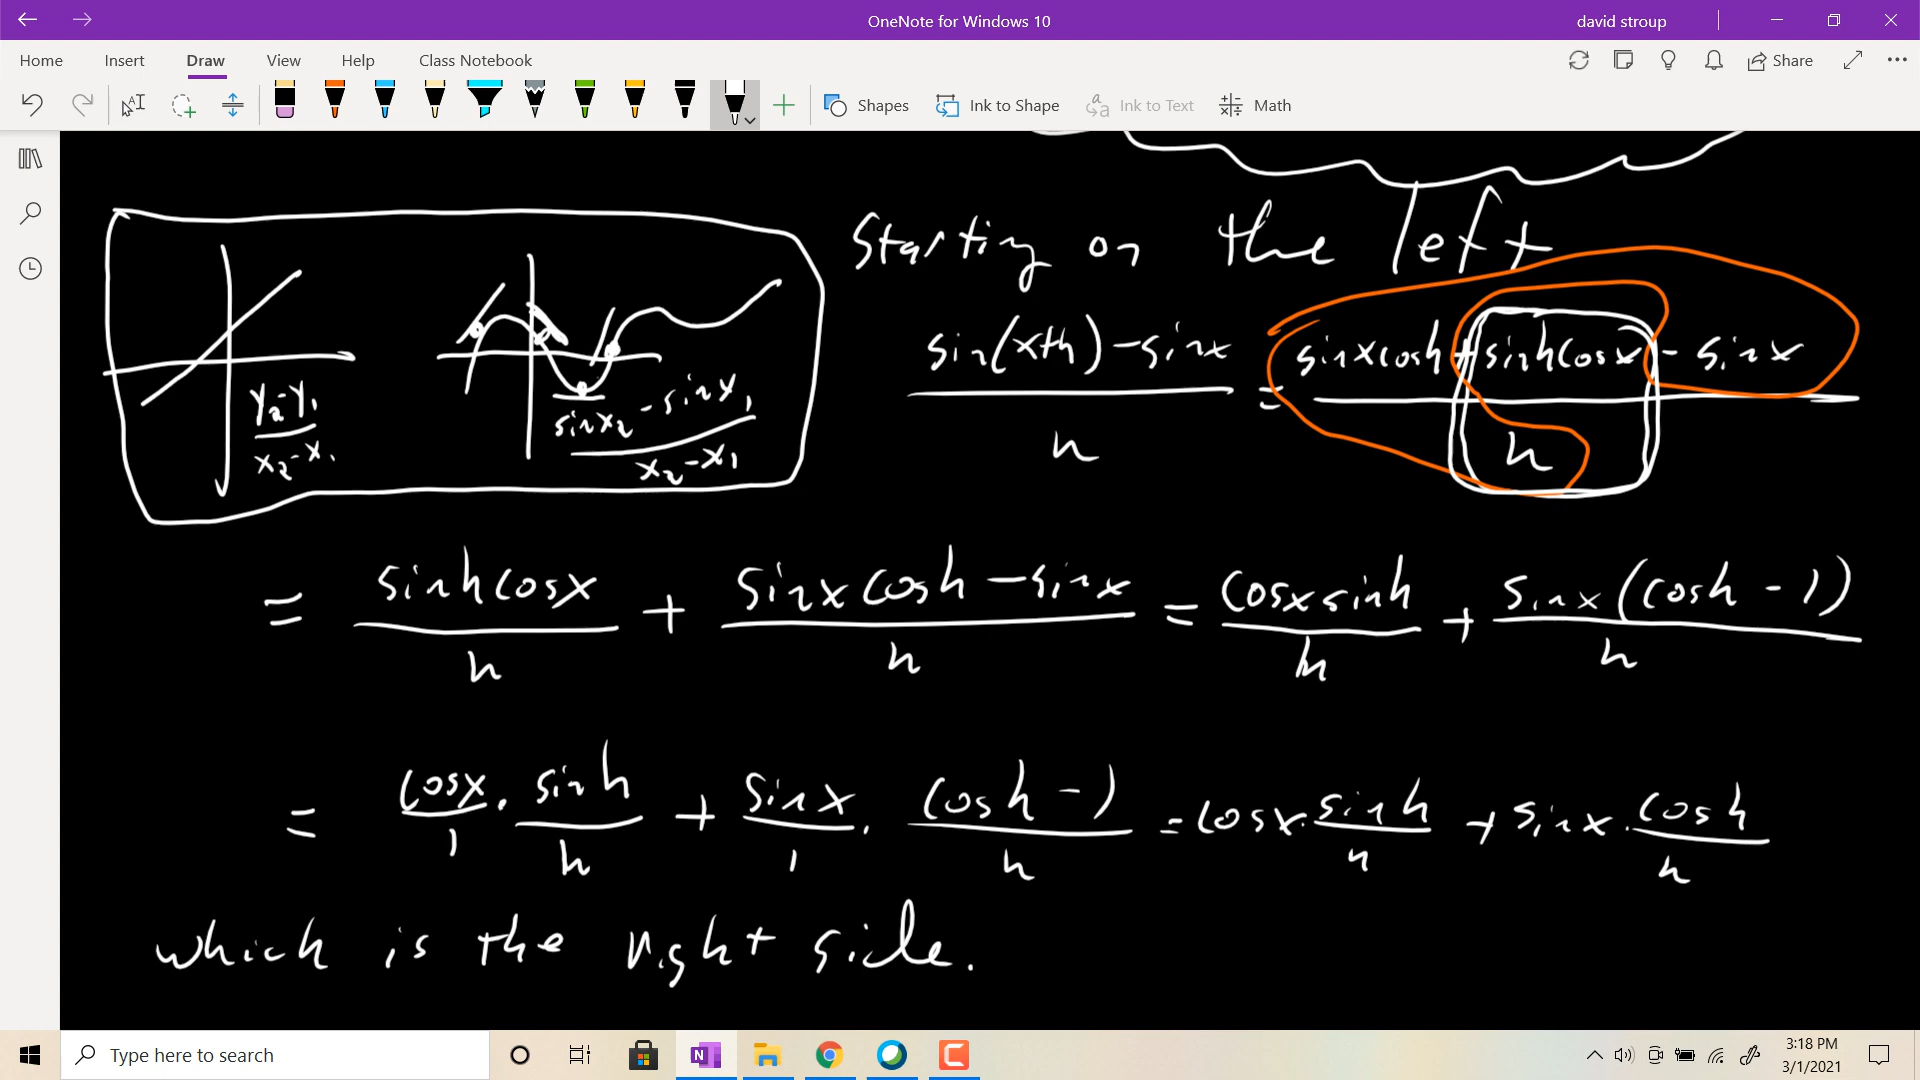 OneNote for Windows 10
david stroup
Home Insert Draw View Help Class Notebook
Share
Shapes Ink to Shape Ink to Text Math
Starting on the left
y₂-y₁/x₂-x₁
sinx₂-sinx₁/x₂-x₁
sin(x+h)-sinx/h = sinxcosh+sinhcosx-sinx/h
= sinhcosx/h + sinxcosh-sinx/h = cosxsinh/h + sinx(cosh-1)/h
= cosx/1 · sinh/h + sinx/1 · cosh-1/h = cosx·sinh/h + sinx·cosh/h
which is the right side.
Type here to search
3:18 PM
3/1/2021